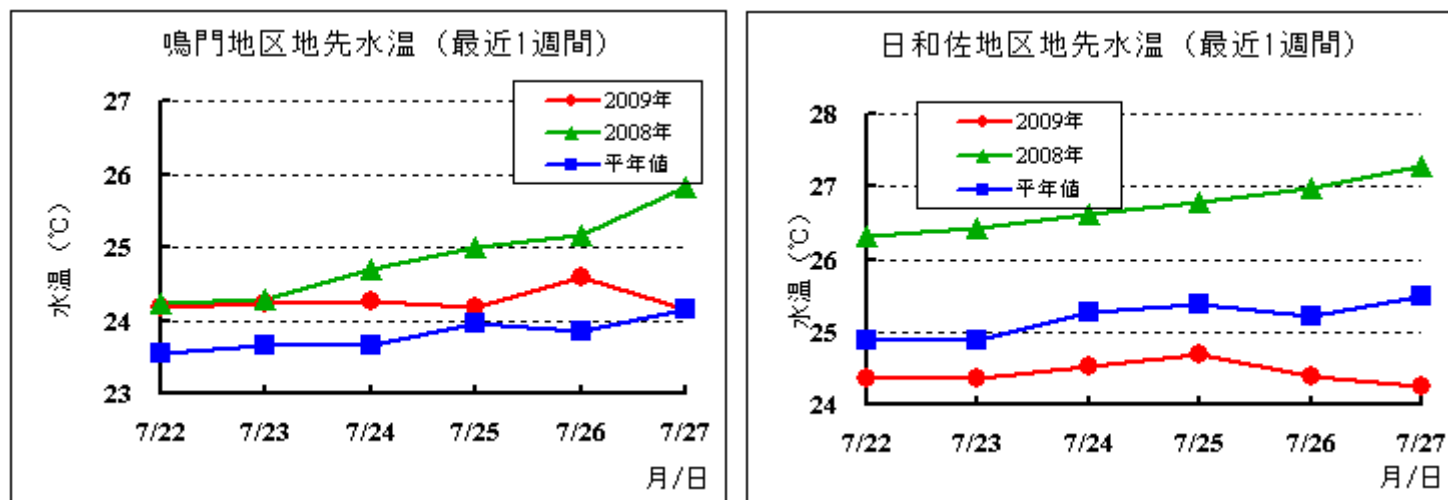 鳴門地区地先水温（最近1週間）
2009年
2008年
平年値
水温（℃）
27
26
25
24
23
7/22 7/23 7/24 7/25 7/26 7/27
月/日
日和佐地区地先水温（最近1週間）
2009年
2008年
平年値
水温（℃）
28
27
26
25
24
7/22 7/23 7/24 7/25 7/26 7/27
月/日